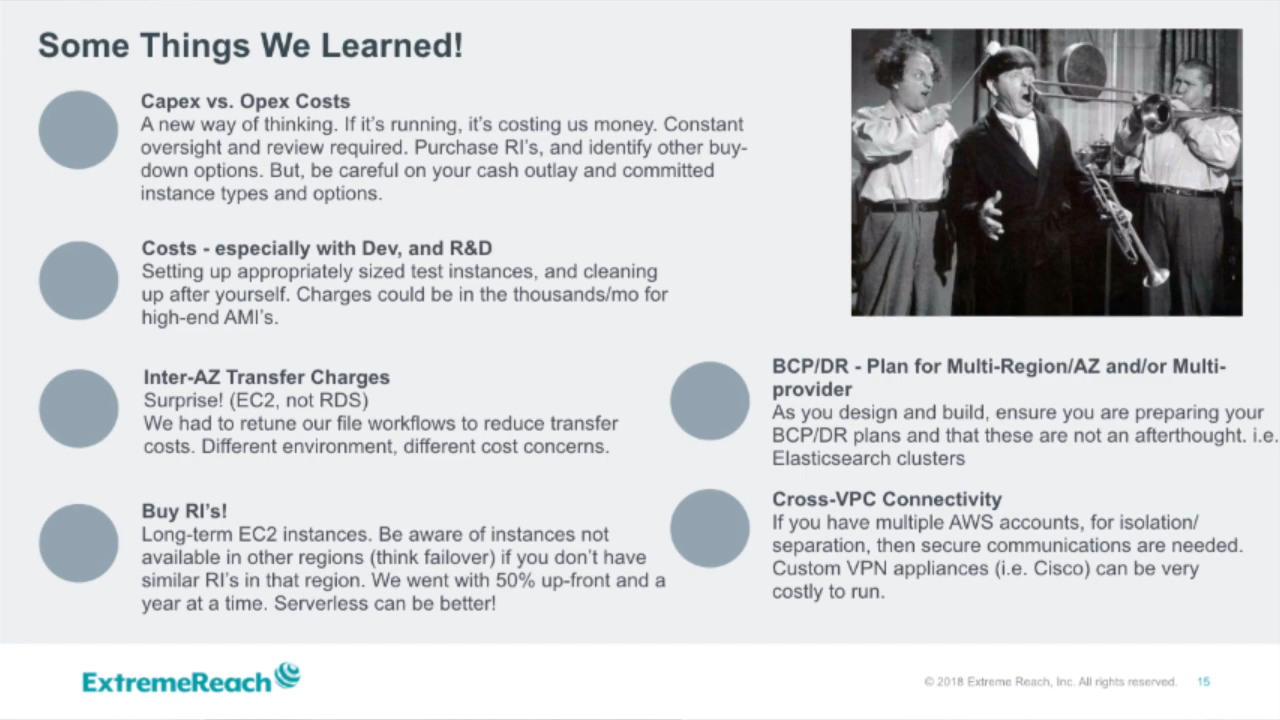 Some Things We Learned!
Capex vs. Opex Costs
A new way of thinking. If it's running, it's costing us money. Constant
oversight and review required. Purchase RI's, and identify other buy-
down options. But, be careful on your cash outlay and committed
instance types and options.
Costs - especially with Dev, and R&D
Setting up appropriately sized test instances, and cleaning
up after yourself. Charges could be in the thousands/mo for
high-end AMI's.
Inter-AZ Transfer Charges
Surprise! (EC2, not RDS)
We had to retune our file workflows to reduce transfer
costs. Different environment, different cost concerns.
Buy RI's!
Long-term EC2 instances. Be aware of instances not
available in other regions (think failover) if you don't have
similar RI's in that region. We went with 50% up-front and a
year at a time. Serverless can be better!
BCP/DR - Plan for Multi-Region/AZ and/or Multi-
provider
As you design and build, ensure you are preparing your
BCP/DR plans and that these are not an afterthought. i.e.
Elasticsearch clusters
Cross-VPC Connectivity
If you have multiple AWS accounts, for isolation/
separation, then secure communications are needed.
Custom VPN appliances (i.e. Cisco) can be very
costly to run.
ExtremeReach
© 2018 Extreme Reach, Inc. All rights reserved. 15